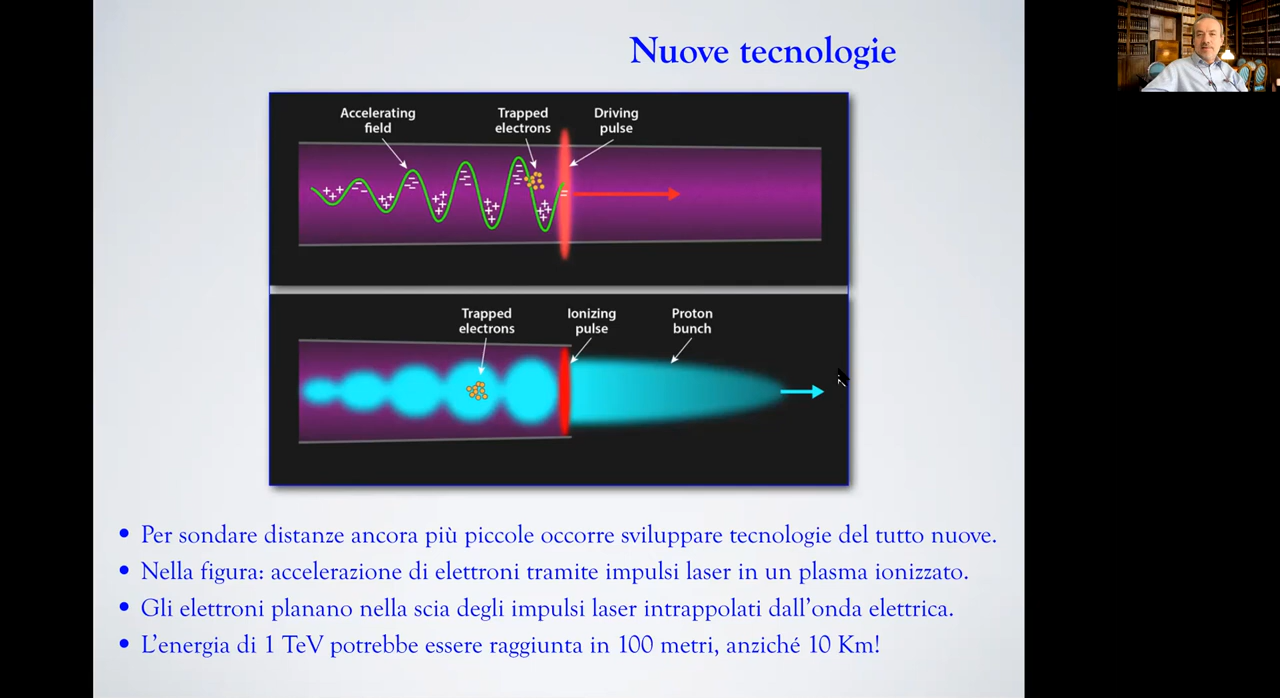 Nuove tecnologie
Accelerating
field
Trapped
electrons
Driving
pulse
Trapped
electrons
Ionizing
pulse
Proton
bunch
• Per sondare distanze ancora più piccole occorre sviluppare tecnologie del tutto nuove.
• Nella figura: accelerazione di elettroni tramite impulsi laser in un plasma ionizzato.
• Gli elettroni planano nella scia degli impulsi laser intrappolati dall’onda elettrica.
• L’energia di 1 TeV potrebbe essere raggiunta in 100 metri, anziché 10 Km!